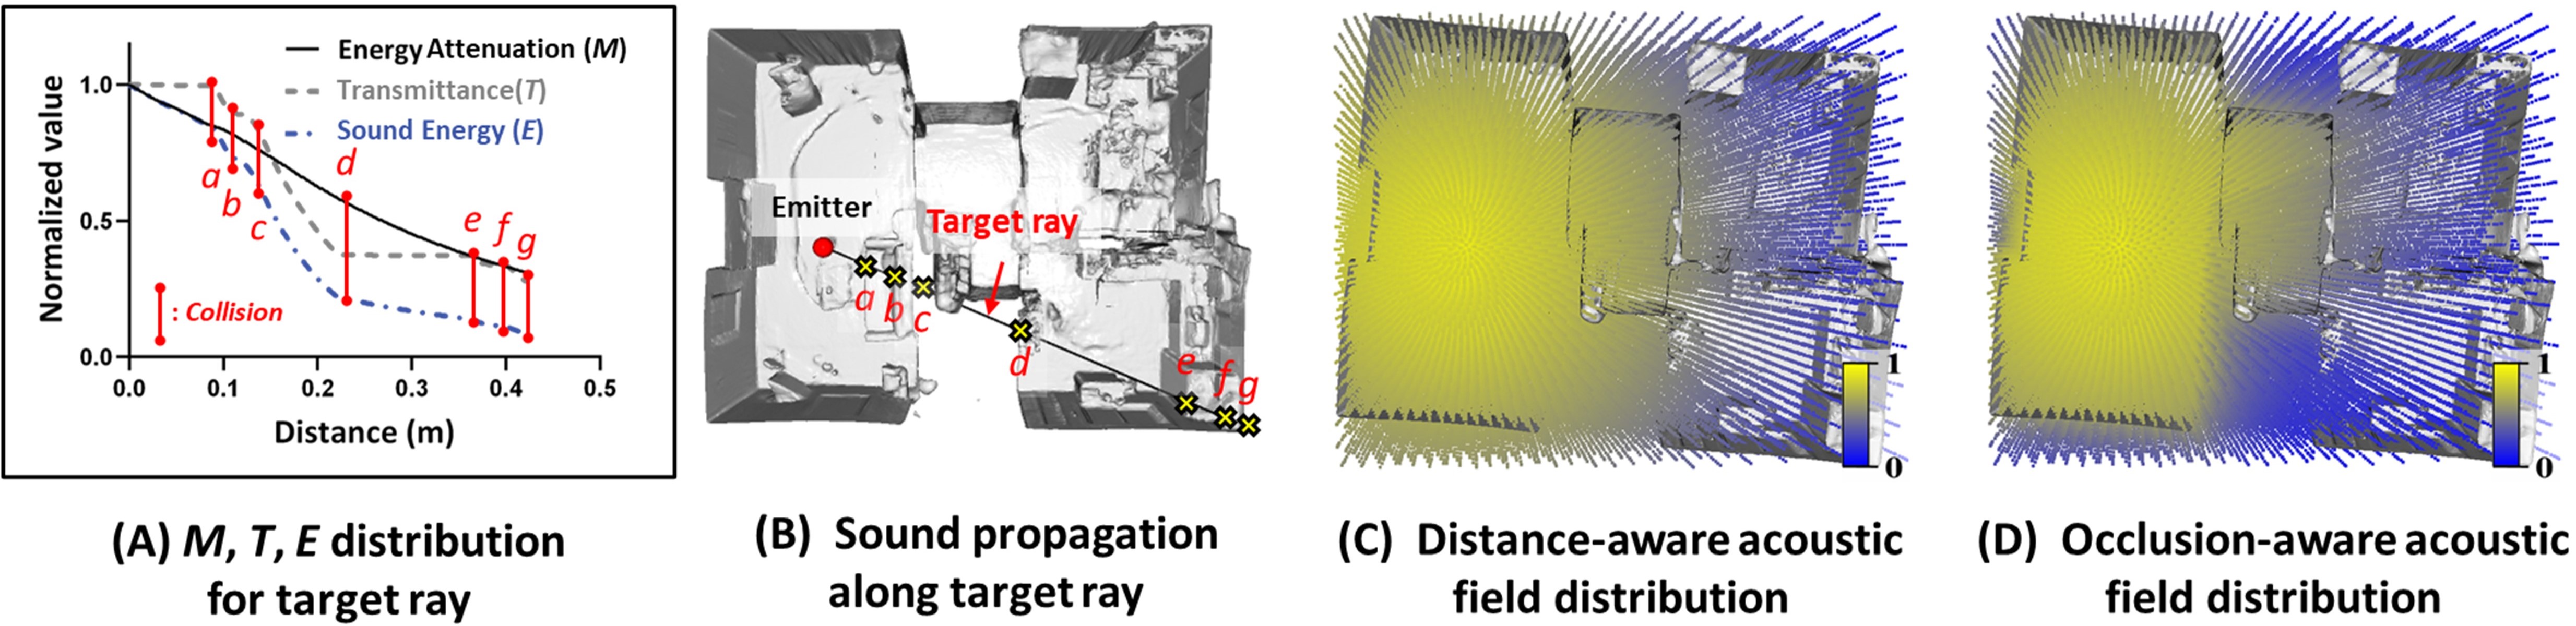 Energy Attenuation (M)
Transmittance(T)
Sound Energy (E)
Normalized value
1.0
0.5
0.0
a
b
c
d
e
f
g
: Collision
0.0 0.1 0.2 0.3 0.4 0.5
Distance (m)
(A) M, T, E distribution
for target ray
Emitter
Target ray
a
b
c
d
e
f
g
(B) Sound propagation
along target ray
1
0
(C) Distance-aware acoustic
field distribution
1
0
(D) Occlusion-aware acoustic
field distribution